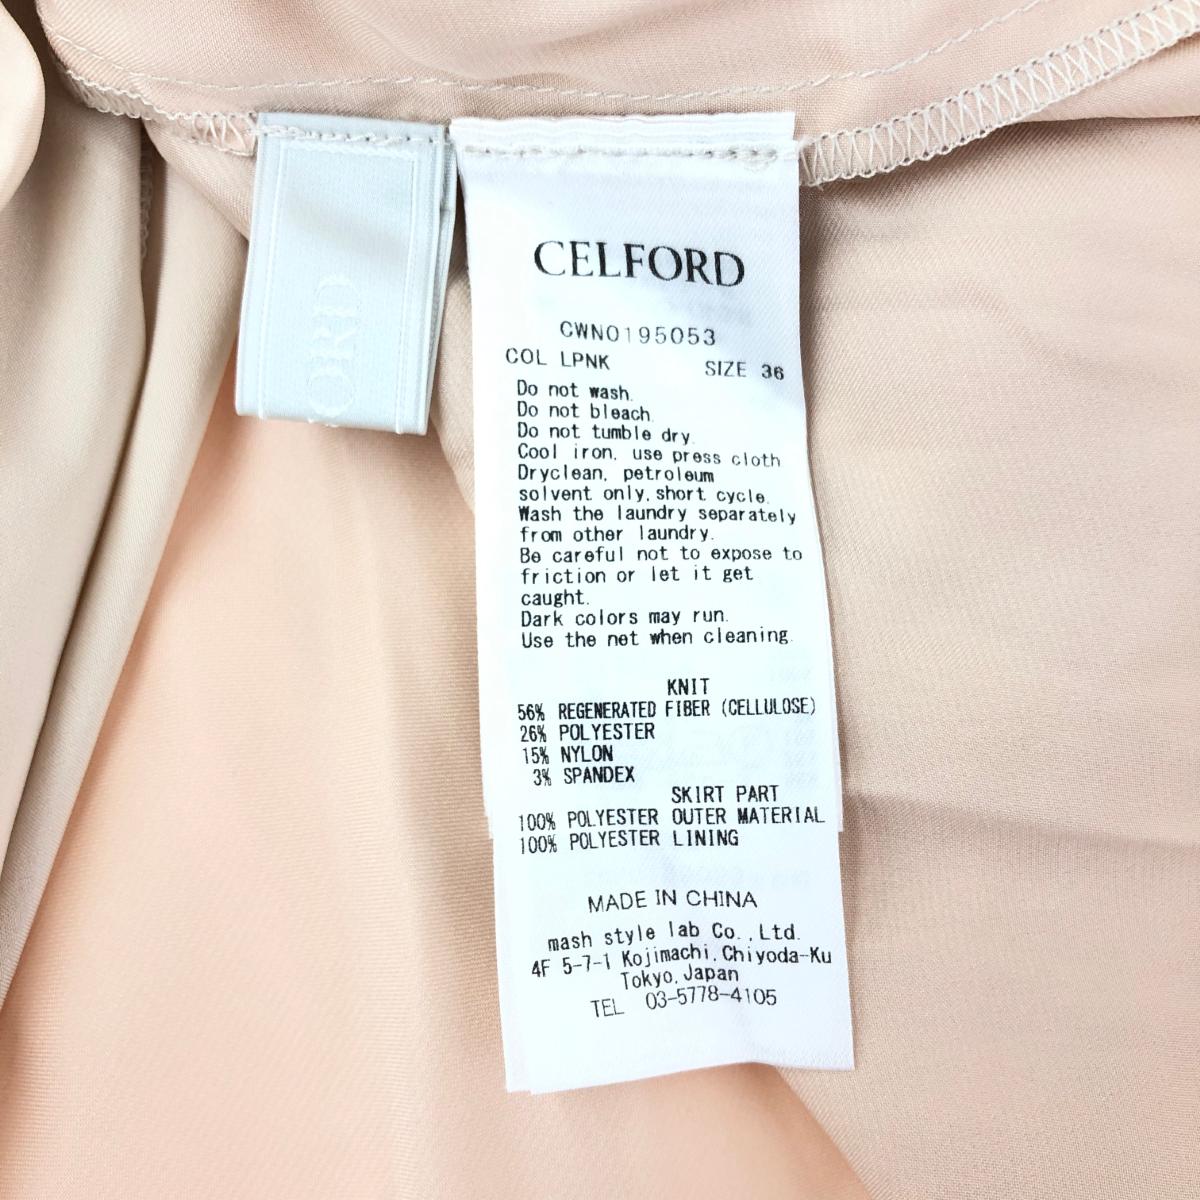 ORD
CELFORD
CWNO195053
COL LPNK SIZE 36
Do not wash.
Do not bleach.
Do not tumble dry.
Cool iron, use press cloth
Dryclean, petroleum
solvent only, short cycle.
Wash the laundry separately
from other laundry.
Be careful not to expose to
friction or let it get
caught.
Dark colors may run.
Use the net when cleaning.
KNIT
56% REGENERATED FIBER (CELLULOSE)
26% POLYESTER
15% NYLON
3% SPANDEX
SKIRT PART
100% POLYESTER OUTER MATERIAL
100% POLYESTER LINING
MADE IN CHINA
mash style lab Co.,Ltd.
4F 5-7-1 Kojimachi,Chiyoda-Ku
Tokyo,Japan
TEL 03-5778-4105